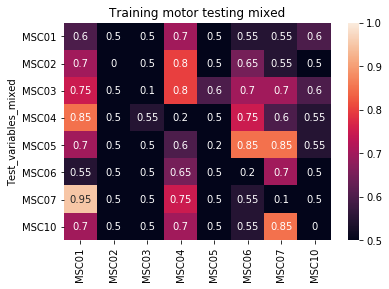 Training motor testing mixed
Test_variables_mixed
MSC01 0.6 0.5 0.5 0.7 0.5 0.55 0.55 0.6
MSC02 0.7 0 0.5 0.8 0.5 0.65 0.55 0.5
MSC03 0.75 0.5 0.1 0.8 0.6 0.7 0.7 0.6
MSC04 0.85 0.5 0.55 0.2 0.5 0.75 0.6 0.55
MSC05 0.7 0.5 0.5 0.6 0.2 0.85 0.85 0.55
MSC06 0.55 0.5 0.5 0.65 0.5 0.2 0.7 0.5
MSC07 0.95 0.5 0.5 0.75 0.5 0.55 0.1 0.5
MSC10 0.7 0.5 0.5 0.7 0.5 0.55 0.85 0
MSC01 MSC02 MSC03 MSC04 MSC05 MSC06 MSC07 MSC10
1.0
0.9
0.8
0.7
0.6
0.5